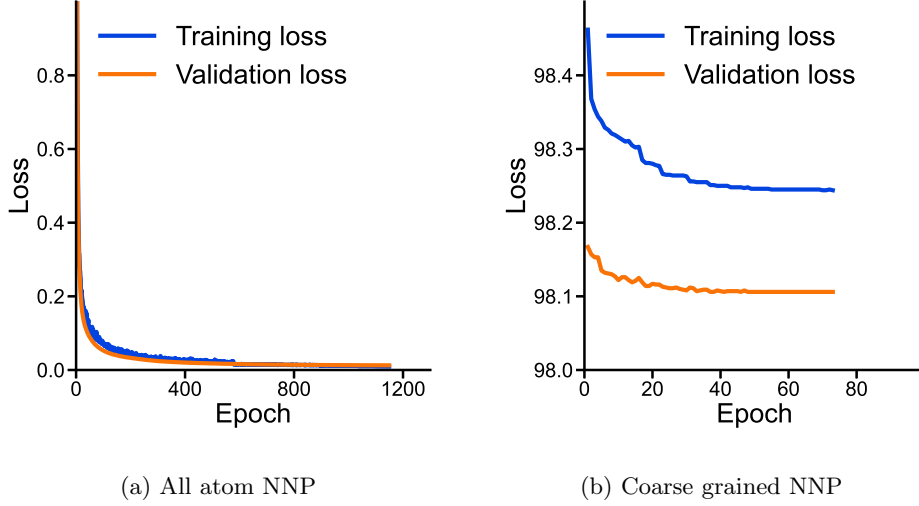 Training loss
Validation loss
0.8
0.6
0.4
0.2
0.0
Loss
0 400 800 1200
Epoch
(a) All atom NNP
Training loss
Validation loss
98.4
98.3
98.2
98.1
98.0
Loss
0 20 40 60 80
Epoch
(b) Coarse grained NNP